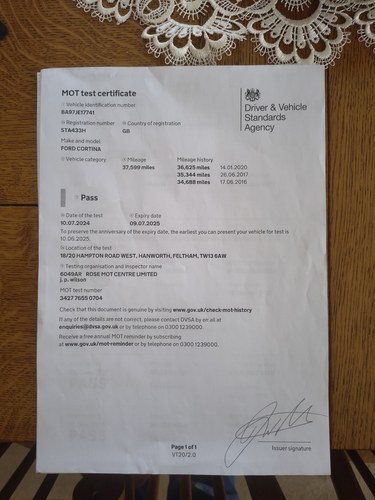 MOT test certificate
Vehicle identification number
BA97JE17741
Registration number Country of registration
STA433H GB
Make and model
FORD CORTINA
Vehicle category Mileage Mileage history
37,599 miles 36,625 miles 14.01.2020
35,344 miles 26.06.2017
34,688 miles 17.06.2016
Driver & Vehicle
Standards
Agency
Pass
Date of the test Expiry date
10.07.2024 09.07.2025
To preserve the anniversary of the expiry date, the earliest you can present your vehicle for test is
10.06.2025.
Location of the test
18/20 HAMPTON ROAD WEST, HANWORTH, FELTHAM, TW13 6AW
Testing organisation and inspector name
6049AR ROSE MOT CENTRE LIMITED
j. p. wilson
MOT test number
3427 7655 0704
Check that this document is genuine by visiting www.gov.uk/check-mot-history
If any of the details are not correct, please contact DVSA by email at
enquiries@dvsa.gov.uk or by telephone on 0300 1239000.
Receive a free annual MOT reminder by subscribing
at www.gov.uk/mot-reminder or by telephone on 0300 1239000.
Page 1 of 1
VT20/2.0
Issuer signature